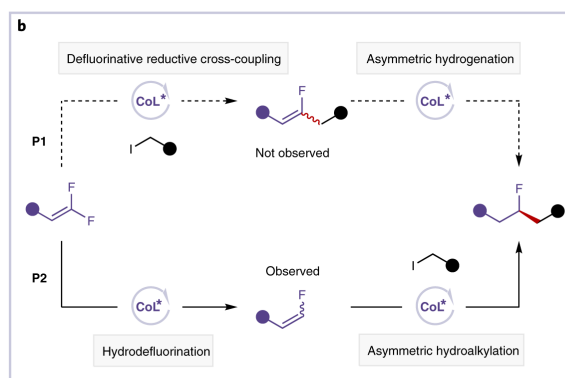 b
Defluorinative reductive cross-coupling
Asymmetric hydrogenation
CoL*
CoL*
F
I
P1
Not observed
F
F
F
P2
Observed
I
CoL*
F
CoL*
Hydrodefluorination
Asymmetric hydroalkylation